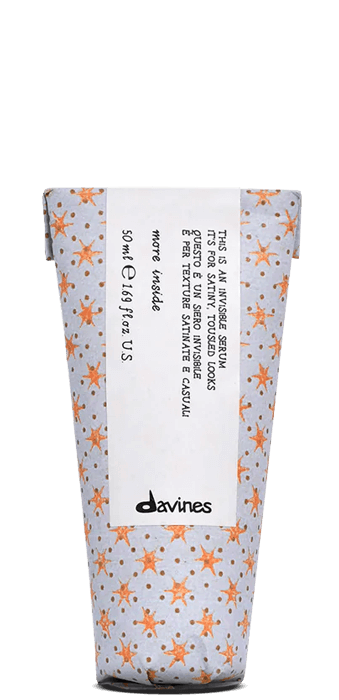 THIS IS AN INVISIBLE SERUM
IT'S FOR SATINY, TOUSLED LOOKS
QUESTO È UN SIERO INVISIBILE
È PER TEXTURE SATINATE E CASUALI
more inside
50 ml ℮ 1.69 fl.oz. U.S.
davines